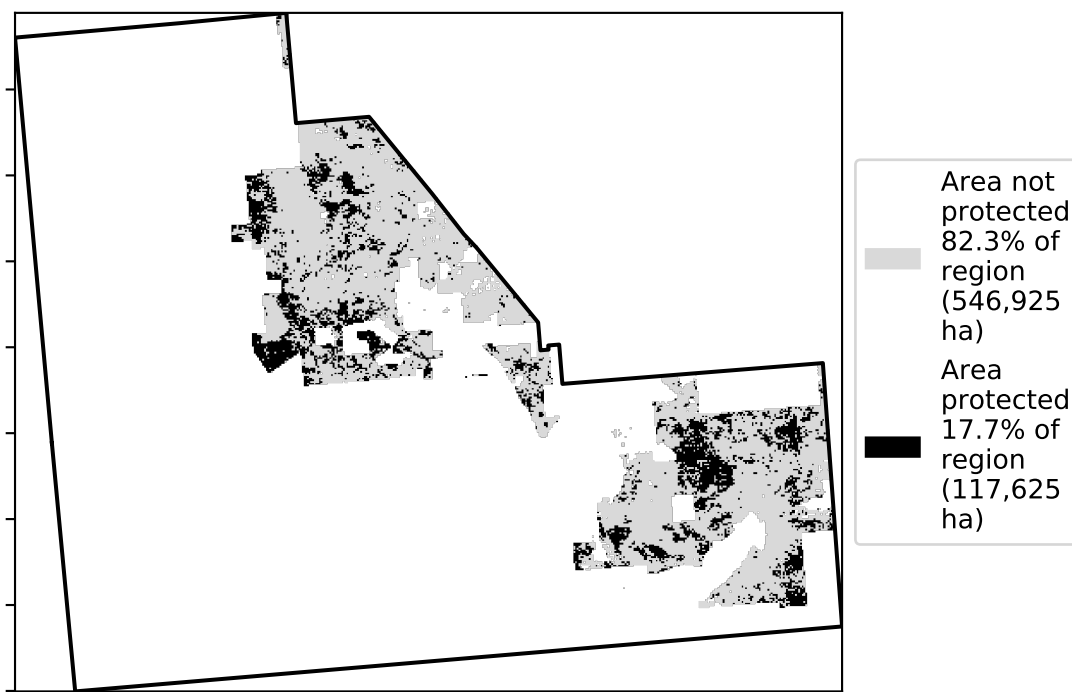 Area not
protected
82.3% of
region
(546,925
ha)
Area
protected
17.7% of
region
(117,625
ha)